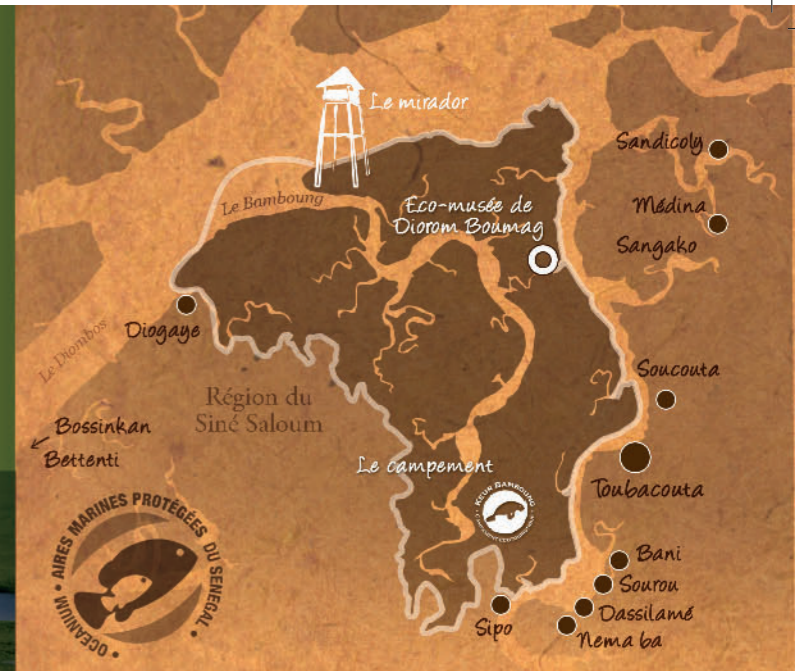 Le mirador
Sandicoly
Le Bamboung
Eco-musée de
Diorom Boumag
Médina
Sangako
Diogaye
Le Diombos
Région du
Siné Saloum
Soucouta
Bossinkan
Bettenti
Le campement
Toubacouta
KEUR BAMBOUNG
OCEANIUM • AIRES MARINES PROTÉGÉES DU SENEGAL •
Bani
Sourou
Dassilamé
Nema ba
Sipo